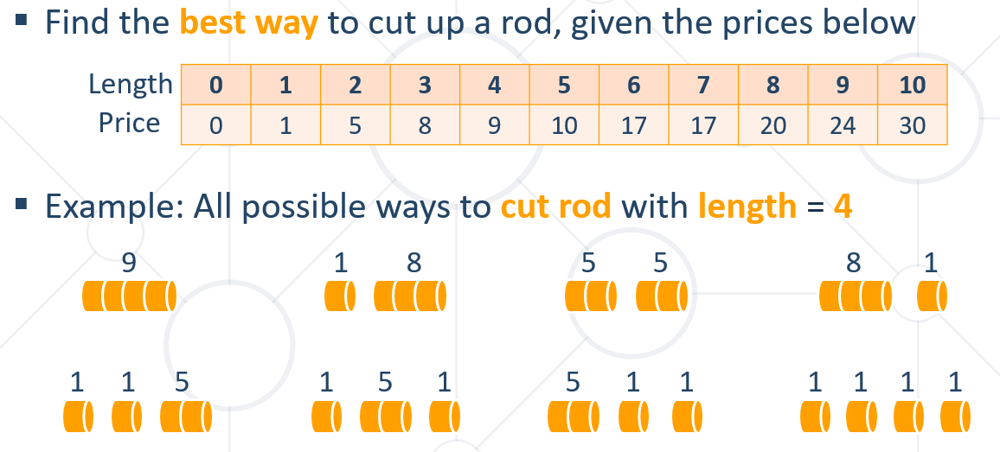 ▪ Find the best way to cut up a rod, given the prices below
Length 0 1 2 3 4 5 6 7 8 9 10
Price 0 1 5 8 9 10 17 17 20 24 30
▪ Example: All possible ways to cut rod with length = 4
9 1 8 5 5 8 1
1 1 5 1 5 1 5 1 1 1 1 1 1